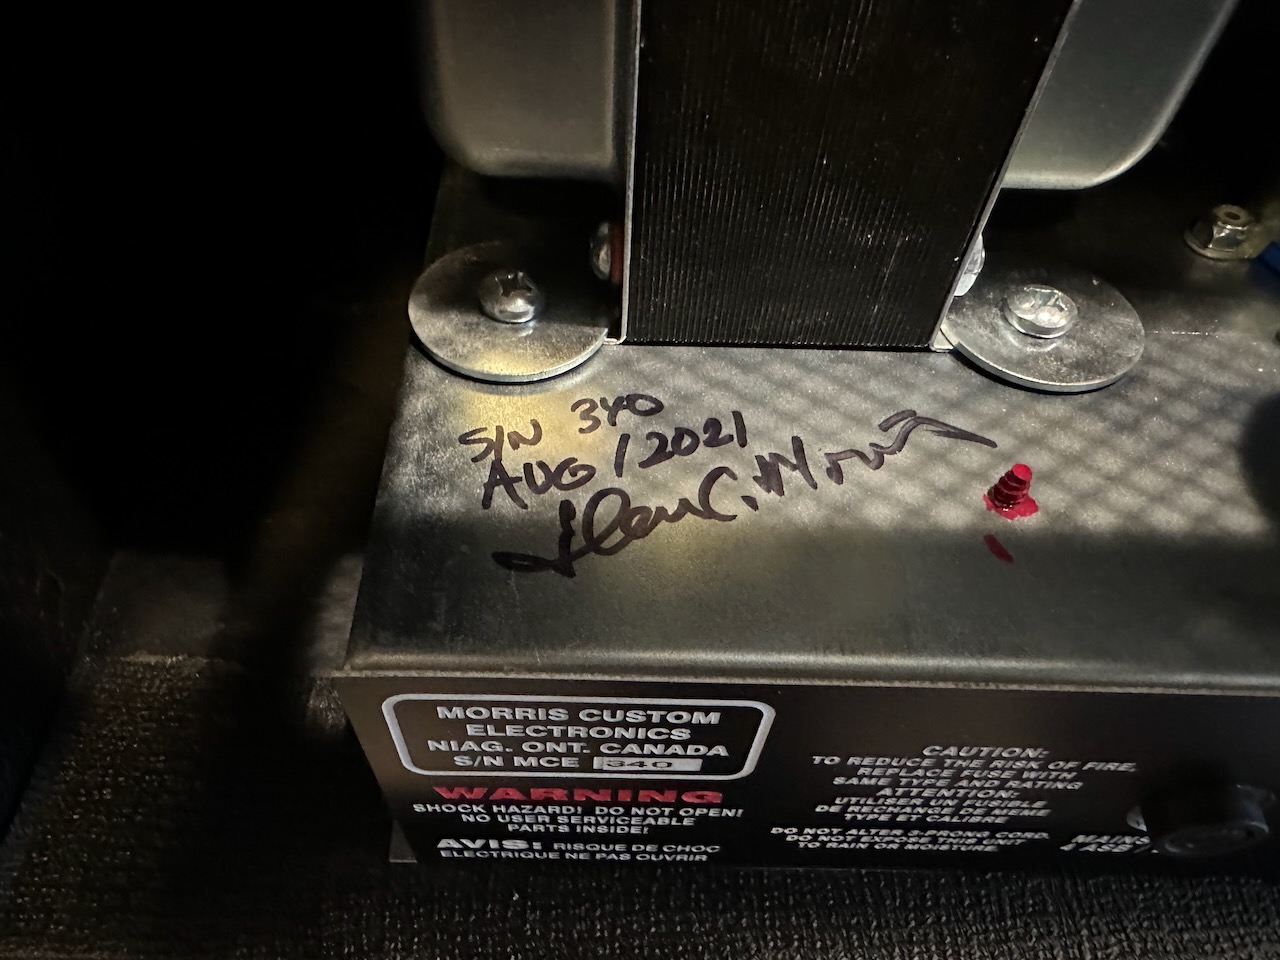 S/N 340
AUG / 2021
Glen C. Morris
MORRIS CUSTOM
ELECTRONICS
NIAG. ONT. CANADA
S/N MCE 340
WARNING
SHOCK HAZARD! DO NOT OPEN!
NO USER SERVICEABLE
PARTS INSIDE!
AVIS: RISQUE DE CHOC
ELECTRIQUE NE PAS OUVRIR
CAUTION:
TO REDUCE THE RISK OF FIRE,
REPLACE FUSE WITH
SAME TYPE AND RATING
ATTENTION:
UTILISER UN FUSIBLE
DE RECHANGE DE MEME
TYPE ET CALIBRE
DO NOT ALTER 3-PRONG CORD.
DO NOT EXPOSE THIS UNIT
TO RAIN OR MOISTURE.
MAINS